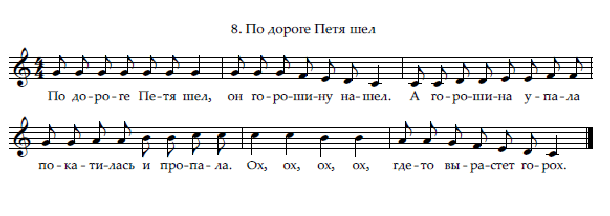 8. По дороге Петя шел
По до-ро-ге Пе-тя шел, он го-ро-ши-ну на-шел. А го-ро-ши-на у-па-ла
по-ка-ти-лась и про-па-ла. Ох, ох, ох, ох, где-то вы-ра-стет го-рох.